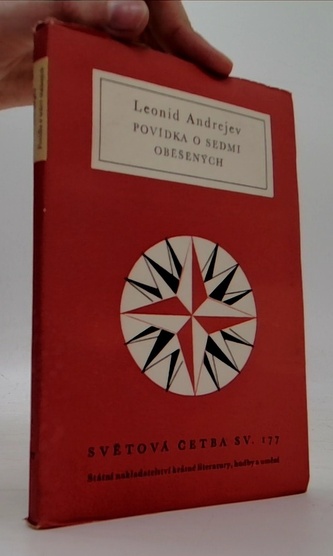 Leonid Andrejev
POVÍDKA O SEDMI
OBĚŠENÝCH
SVĚTOVÁ ČETBA SV. 177
Státní nakladatelství krásné literatury, hudby a umění